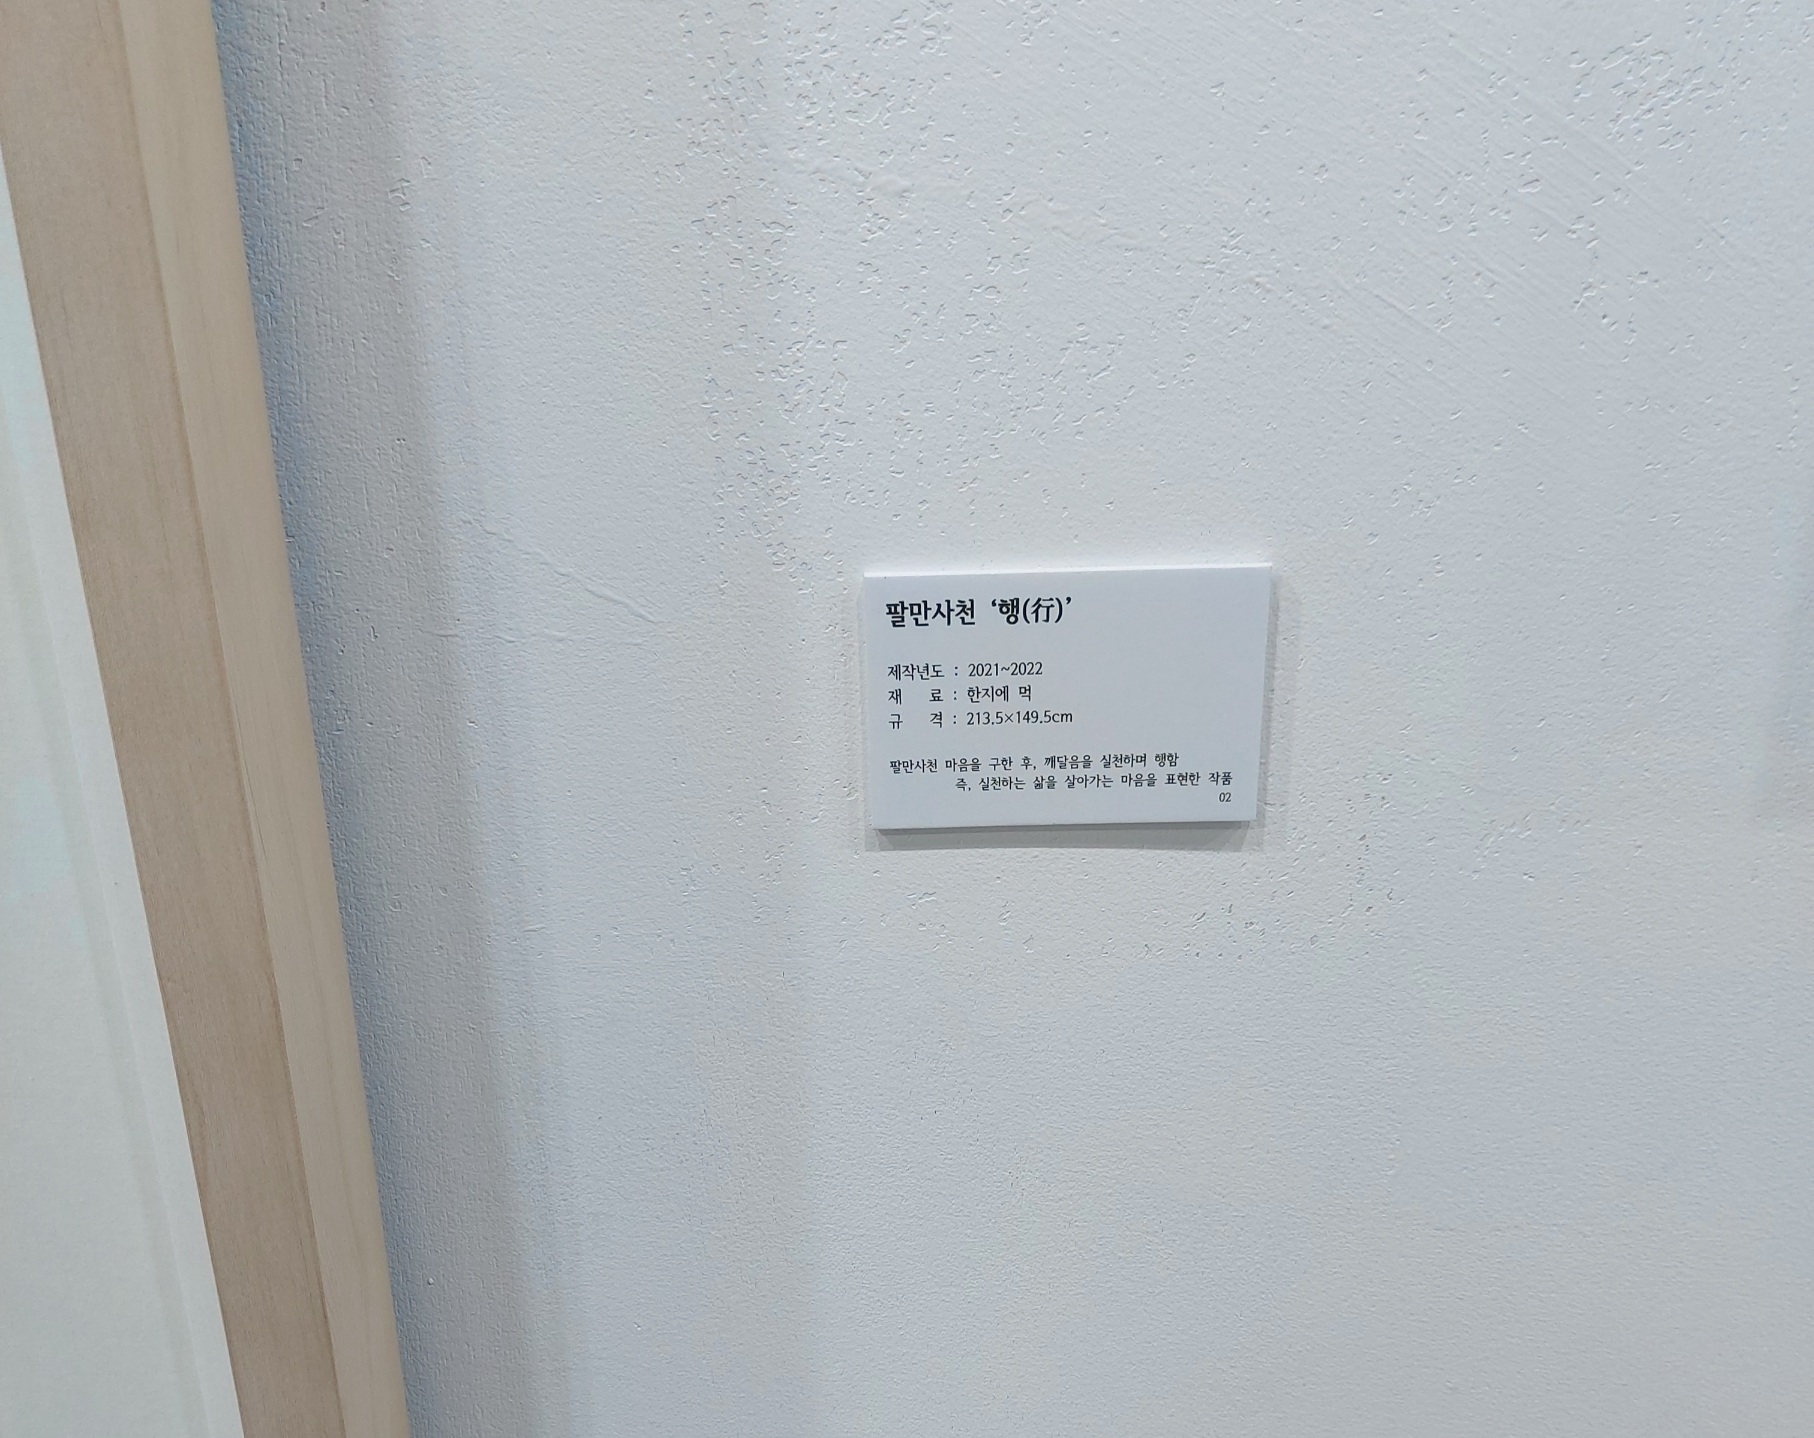 팔만사천 ‘행(行)’
제작년도 : 2021~2022
재 료 : 한지에 먹
규 격 : 213.5×149.5cm
팔만사천 마음을 구한 후, 깨달음을 실천하며 행함
즉, 실천하는 삶을 살아가는 마음을 표현한 작품
02